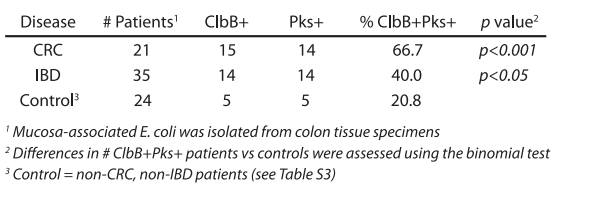 Disease # Patients¹ ClbB+ Pks+ % ClbB+Pks+ p value²
CRC 21 15 14 66.7 p<0.001
IBD 35 14 14 40.0 p<0.05
Control³ 24 5 5 20.8
¹ Mucosa-associated E. coli was isolated from colon tissue specimens
² Differences in # ClbB+Pks+ patients vs controls were assessed using the binomial test
³ Control = non-CRC, non-IBD patients (see Table S3)